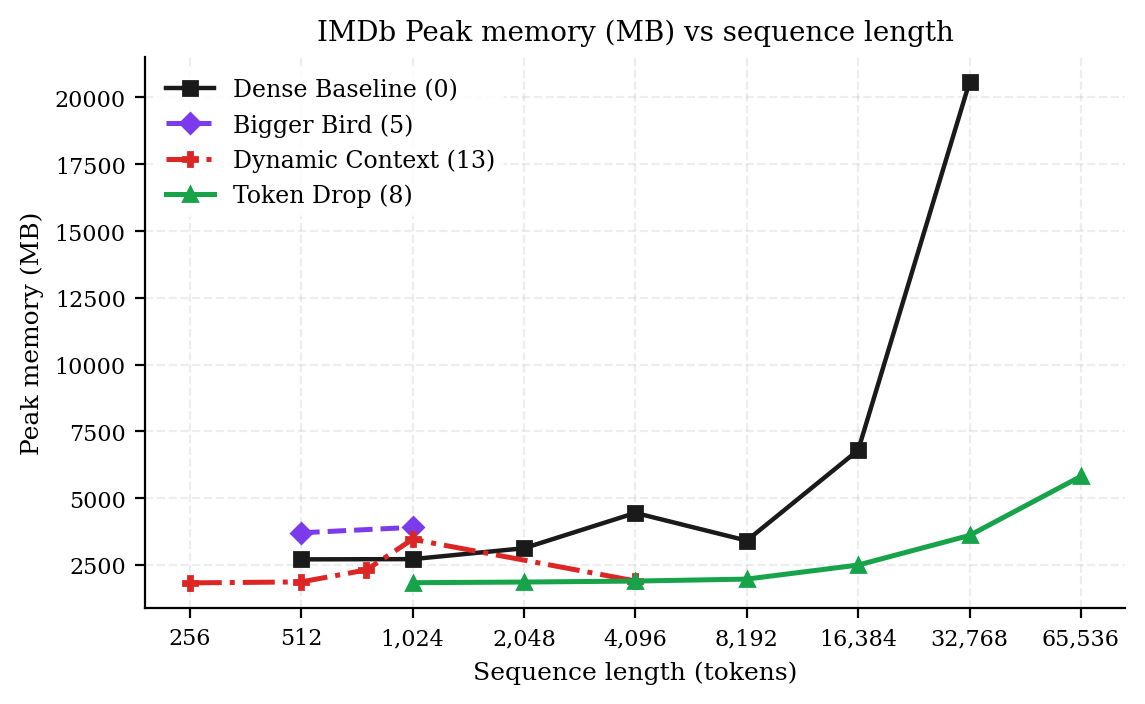 IMDb Peak memory (MB) vs sequence length
Dense Baseline (0)
Bigger Bird (5)
Dynamic Context (13)
Token Drop (8)
Peak memory (MB)
20000
17500
15000
12500
10000
7500
5000
2500
256 512 1,024 2,048 4,096 8,192 16,384 32,768 65,536
Sequence length (tokens)